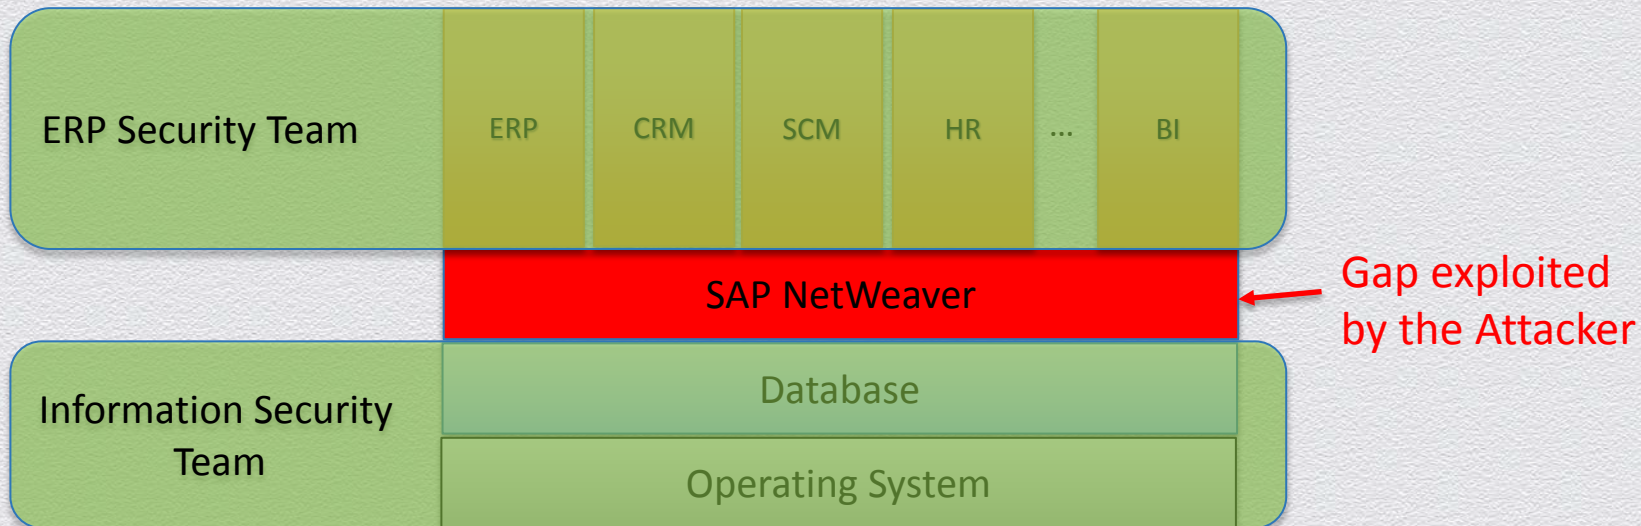 ERP Security Team
ERP
CRM
SCM
HR
...
BI
SAP NetWeaver
Gap exploited
by the Attacker
Information Security
Team
Database
Operating System